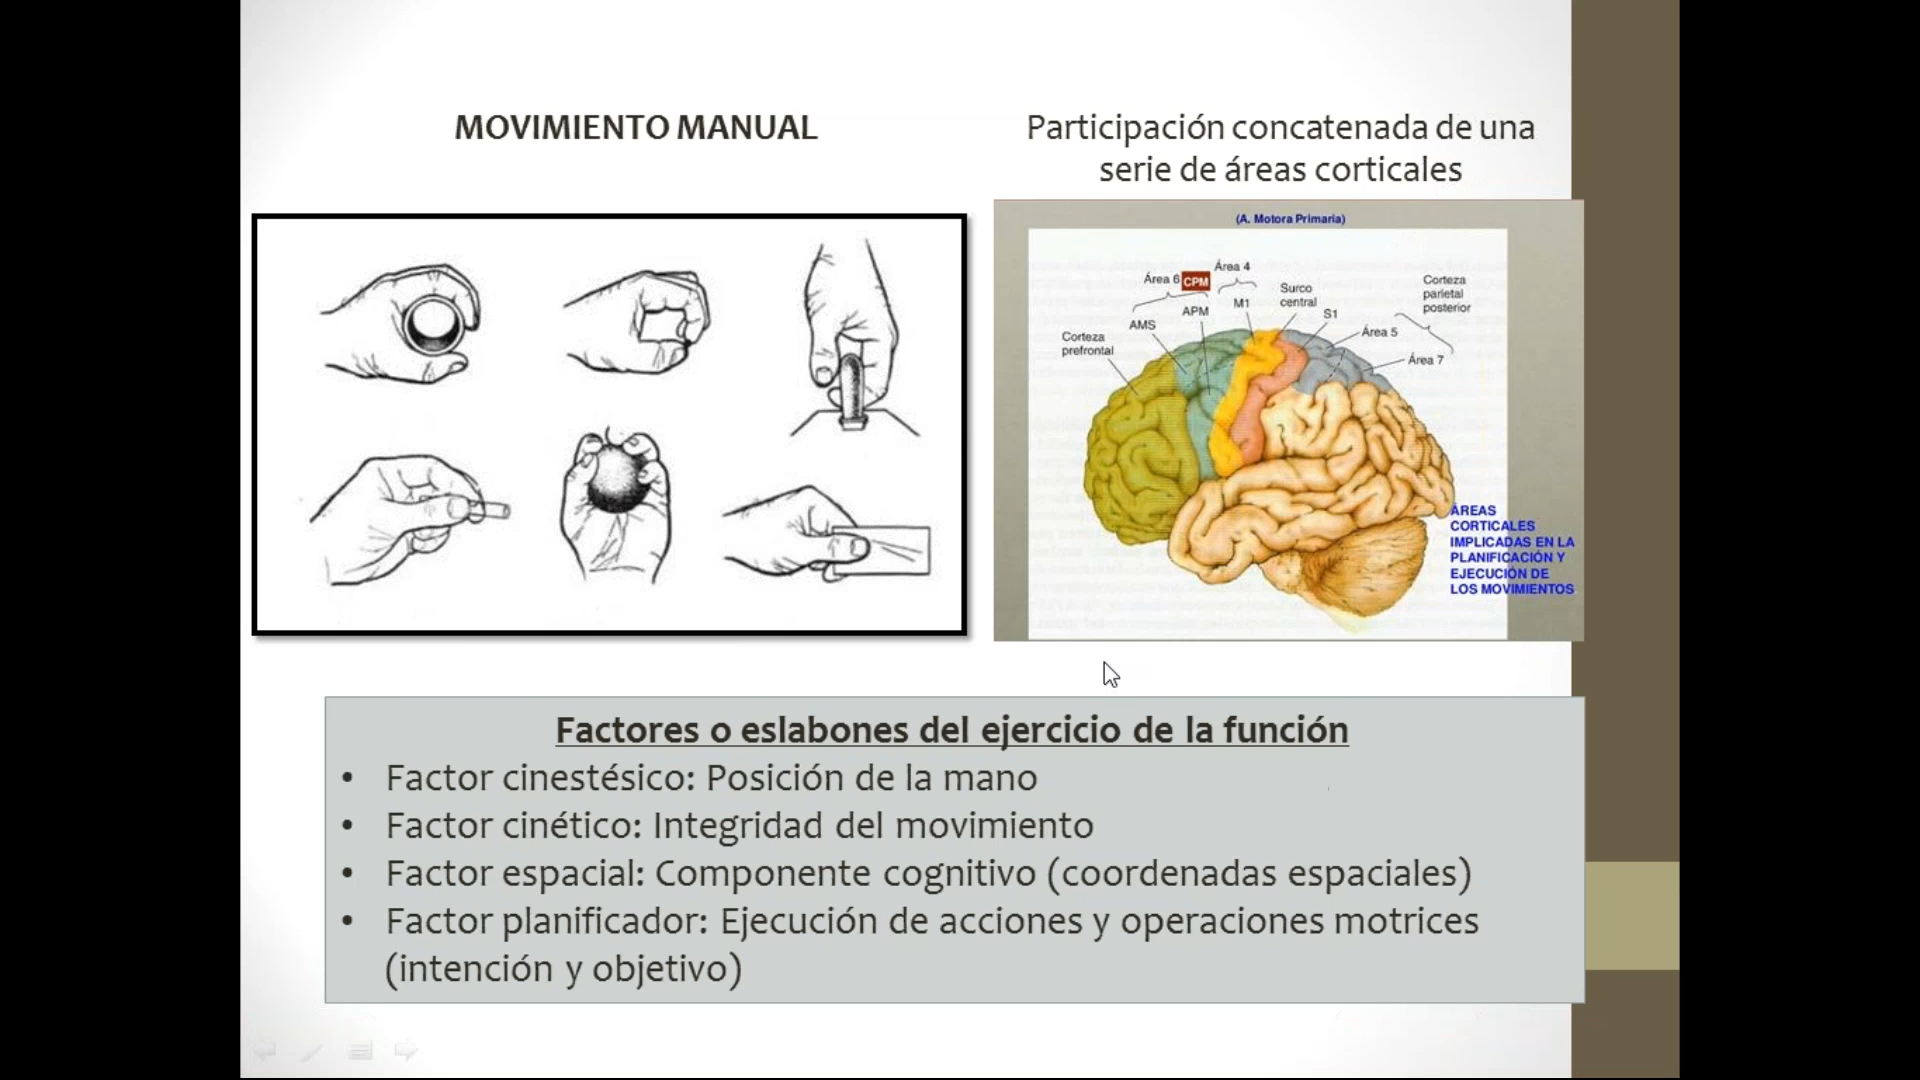 MOVIMIENTO MANUAL
Participación concatenada de una
serie de áreas corticales
(A. Motora Primaria)
Área 6 CPM
Área 4
M1
Surco
central
S1
Corteza
parietal
posterior
APM
AMS
Área 5
Área 7
Corteza
prefrontal
ÁREAS
CORTICALES
IMPLICADAS EN LA
PLANIFICACIÓN Y
EJECUCIÓN DE
LOS MOVIMIENTOS
Factores o eslabones del ejercicio de la función
• Factor cinestésico: Posición de la mano
• Factor cinético: Integridad del movimiento
• Factor espacial: Componente cognitivo (coordenadas espaciales)
• Factor planificador: Ejecución de acciones y operaciones motrices
(intención y objetivo)